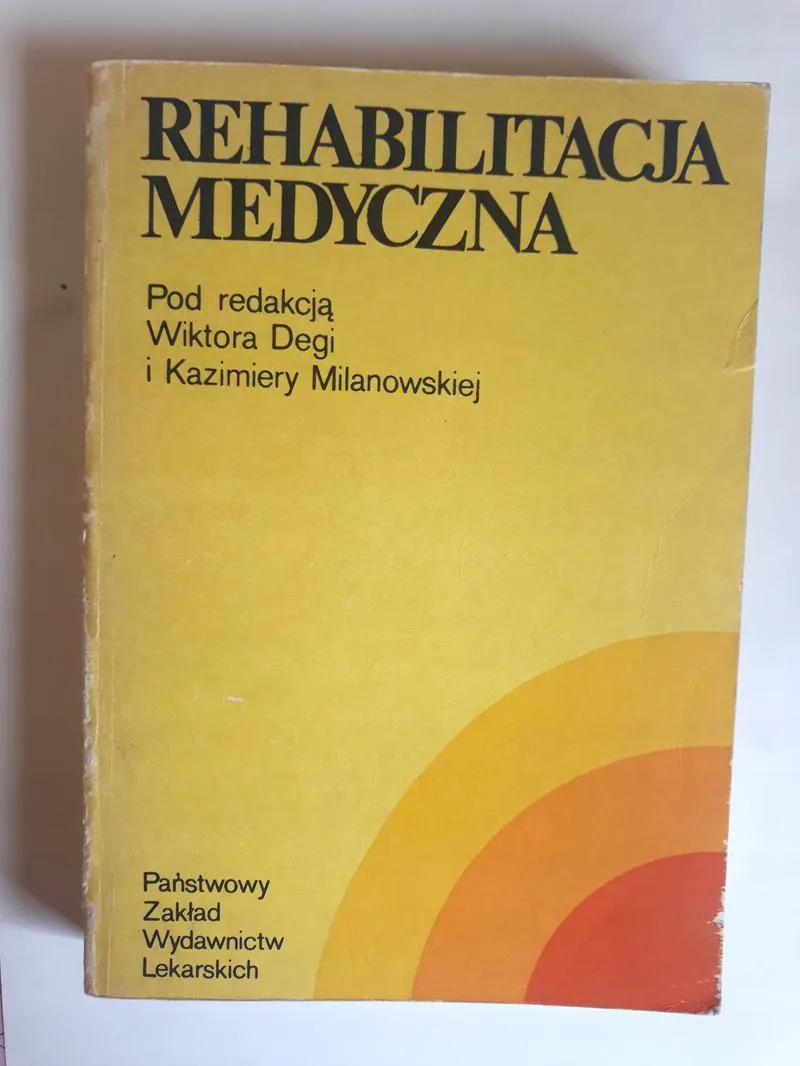 REHABILITACJA
MEDYCZNA
Pod redakcją
Wiktora Degi
i Kazimiery Milanowskiej
Państwowy
Zakład
Wydawnictw
Lekarskich